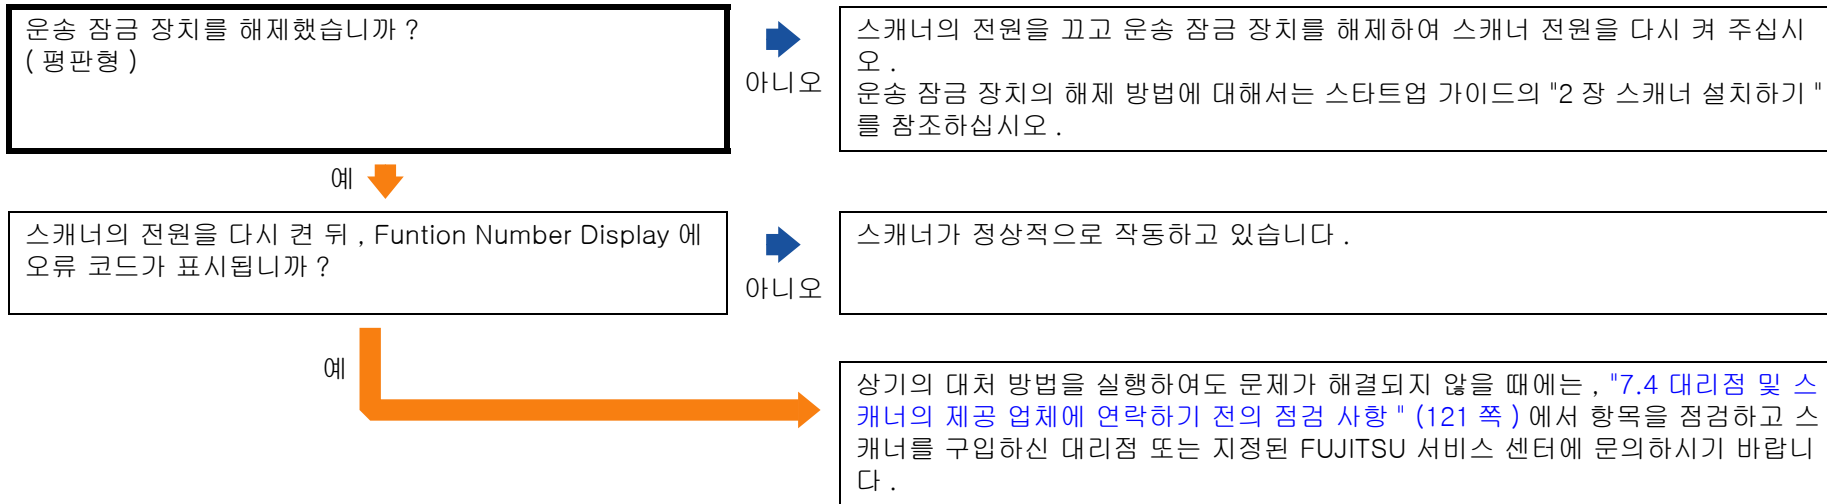 운송 잠금 장치를 해제했습니까 ?
( 평판형 )
아니오
스캐너의 전원을 끄고 운송 잠금 장치를 해제하여 스캐너 전원을 다시 켜 주십시
오 .
운송 잠금 장치의 해제 방법에 대해서는 스타트업 가이드의 "2 장 스캐너 설치하기 "
를 참조하십시오 .
예
스캐너의 전원을 다시 켠 뒤 , Funtion Number Display 에
오류 코드가 표시됩니까 ?
아니오
스캐너가 정상적으로 작동하고 있습니다 .
예
상기의 대처 방법을 실행하여도 문제가 해결되지 않을 때에는 , "7.4 대리점 및 스
캐너의 제공 업체에 연락하기 전의 점검 사항 " (121 쪽 ) 에서 항목을 점검하고 스
캐너를 구입하신 대리점 또는 지정된 FUJITSU 서비스 센터에 문의하시기 바랍니
다 .